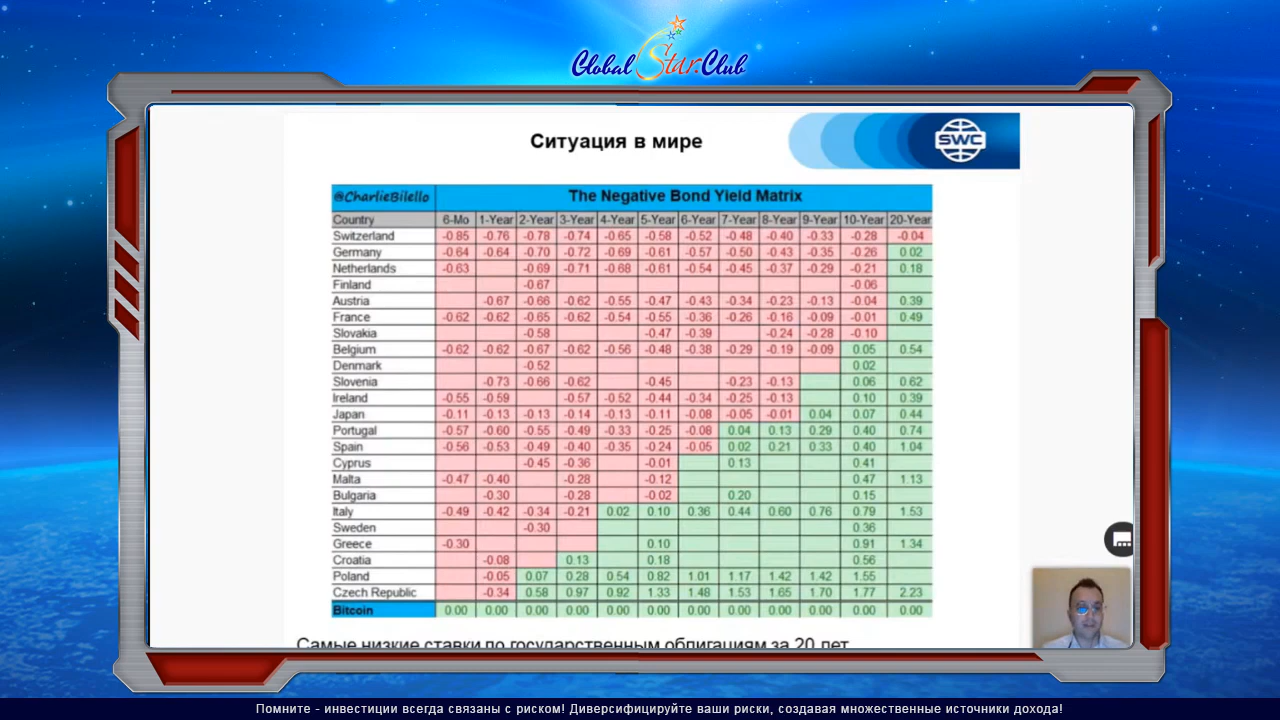 Global Star.Club
Ситуация в мире
SWC
@CharlieBilello The Negative Bond Yield Matrix
Country 6-Mo 1-Year 2-Year 3-Year 4-Year 5-Year 6-Year 7-Year 8-Year 9-Year 10-Year 20-Year
Switzerland -0.85 -0.76 -0.78 -0.74 -0.65 -0.58 -0.52 -0.48 -0.40 -0.33 -0.28 -0.04
Germany -0.64 -0.64 -0.70 -0.72 -0.69 -0.61 -0.57 -0.50 -0.43 -0.35 -0.26 0.02
Netherlands -0.63 -0.69 -0.71 -0.68 -0.61 -0.54 -0.45 -0.37 -0.29 -0.21 0.18
Finland -0.67 -0.06
Austria -0.67 -0.66 -0.62 -0.55 -0.47 -0.43 -0.34 -0.23 -0.13 -0.04 0.39
France -0.62 -0.62 -0.65 -0.62 -0.54 -0.55 -0.36 -0.26 -0.16 -0.09 -0.01 0.49
Slovakia -0.58 -0.47 -0.39 -0.24 -0.28 -0.10
Belgium -0.62 -0.62 -0.67 -0.62 -0.56 -0.48 -0.38 -0.29 -0.19 -0.09 0.05 0.54
Denmark -0.52 0.02
Slovenia -0.73 -0.66 -0.62 -0.45 -0.23 -0.13 0.06 0.62
Ireland -0.55 -0.59 -0.57 -0.52 -0.44 -0.34 -0.25 -0.13 0.10 0.39
Japan -0.11 -0.13 -0.13 -0.14 -0.13 -0.11 -0.08 -0.05 -0.01 0.04 0.07 0.44
Portugal -0.57 -0.60 -0.55 -0.49 -0.33 -0.25 -0.08 0.04 0.13 0.29 0.40 0.74
Spain -0.56 -0.53 -0.49 -0.40 -0.35 -0.24 -0.05 0.02 0.21 0.33 0.40 1.04
Cyprus -0.45 -0.36 -0.01 0.13 0.41
Malta -0.47 -0.40 -0.28 -0.12 0.47 1.13
Bulgaria -0.30 -0.28 -0.02 0.20 0.15
Italy -0.49 -0.42 -0.34 -0.21 0.02 0.10 0.36 0.44 0.60 0.76 0.79 1.53
Sweden -0.30 0.36
Greece -0.30 0.10 0.91 1.34
Croatia -0.08 0.13 0.18 0.56
Poland -0.05 0.07 0.28 0.54 0.82 1.01 1.17 1.42 1.42 1.55
Czech Republic -0.34 0.58 0.97 0.92 1.33 1.48 1.53 1.65 1.70 1.77 2.23
Bitcoin 0.00 0.00 0.00 0.00 0.00 0.00 0.00 0.00 0.00 0.00 0.00 0.00
Самые низкие ставки по государственным облигациям за 20 лет
Помните - инвестиции всегда связаны с риском! Диверсифицируйте ваши риски, создавая множественные источники дохода!